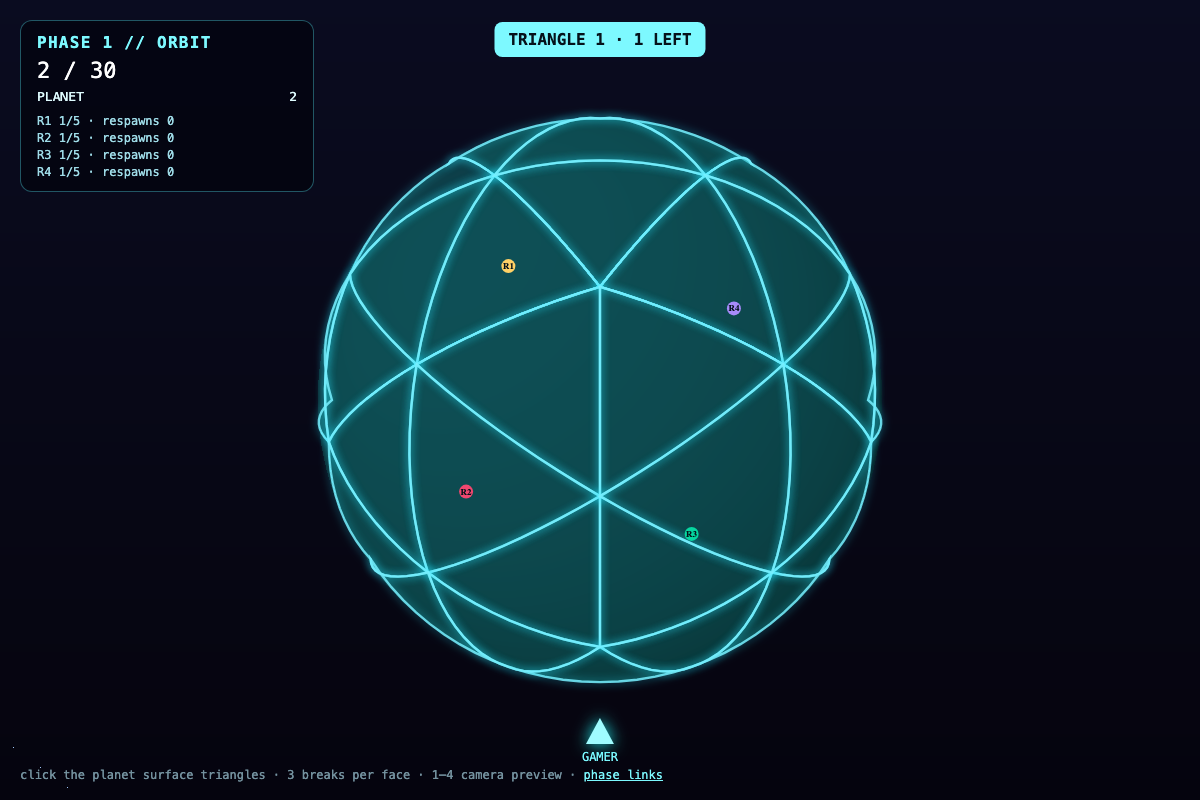 PHASE 1 // ORBIT
2 / 30
PLANET 2
R1 1/5 · respawns 0
R2 1/5 · respawns 0
R3 1/5 · respawns 0
R4 1/5 · respawns 0
TRIANGLE 1 · 1 LEFT
R1
R4
R2
R3
GAMER
click the planet surface triangles · 3 breaks per face · 1–4 camera preview · phase links